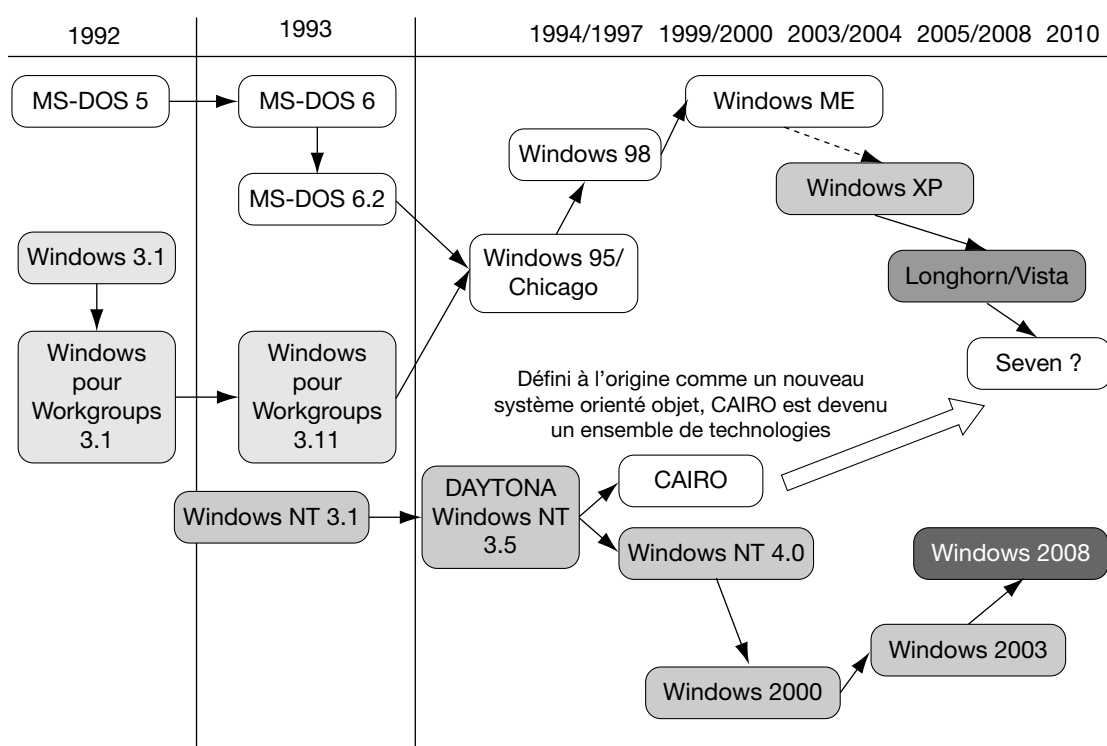 1992
1993
1994/1997
1999/2000
2003/2004
2005/2008
2010
MS-DOS 5
MS-DOS 6
Windows ME
Windows 98
Windows XP
MS-DOS 6.2
Windows 3.1
Windows 95/
Chicago
Longhorn/Vista
Windows
pour
Workgroups
3.1
Windows
pour
Workgroups
3.11
Seven ?
Défini à l’origine comme un nouveau
système orienté objet, CAIRO est devenu
un ensemble de technologies
CAIRO
DAYTONA
Windows NT
3.5
Windows NT 3.1
Windows NT 4.0
Windows 2008
Windows 2003
Windows 2000